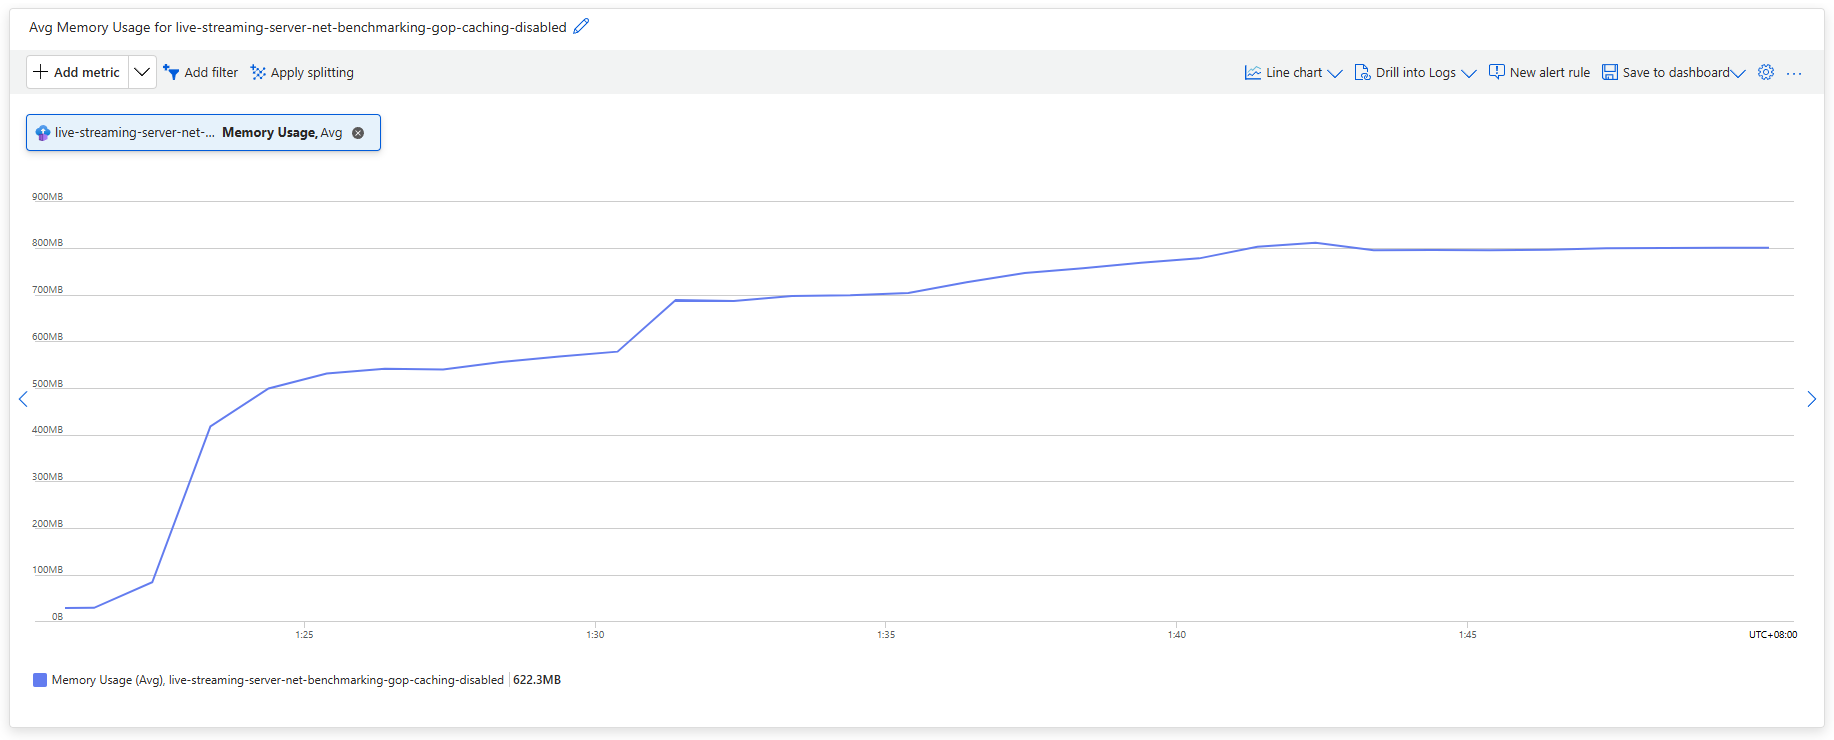 Avg Memory Usage for live-streaming-server-net-benchmarking-gop-caching-disabled
Add metric Add filter Apply splitting Line chart Drill into Logs New alert rule Save to dashboard ...
live-streaming-server-net-... Memory Usage, Avg
900MB
800MB
700MB
600MB
500MB
400MB
300MB
200MB
100MB
0B
1:25 1:30 1:35 1:40 1:45 UTC+08:00
Memory Usage (Avg), live-streaming-server-net-benchmarking-gop-caching-disabled 622.3MB